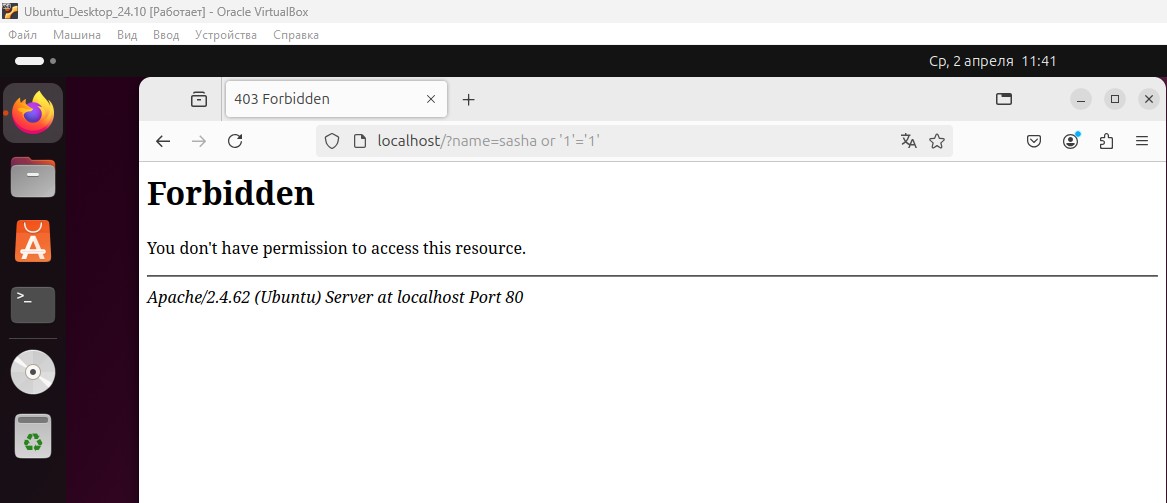 Ubuntu_Desktop_24.10 [Работает] - Oracle VirtualBox
Файл Машина Вид Ввод Устройства Справка
Ср, 2 апреля 11:41
403 Forbidden
localhost/?name=sasha or '1'='1'
Forbidden
You don't have permission to access this resource.
Apache/2.4.62 (Ubuntu) Server at localhost Port 80